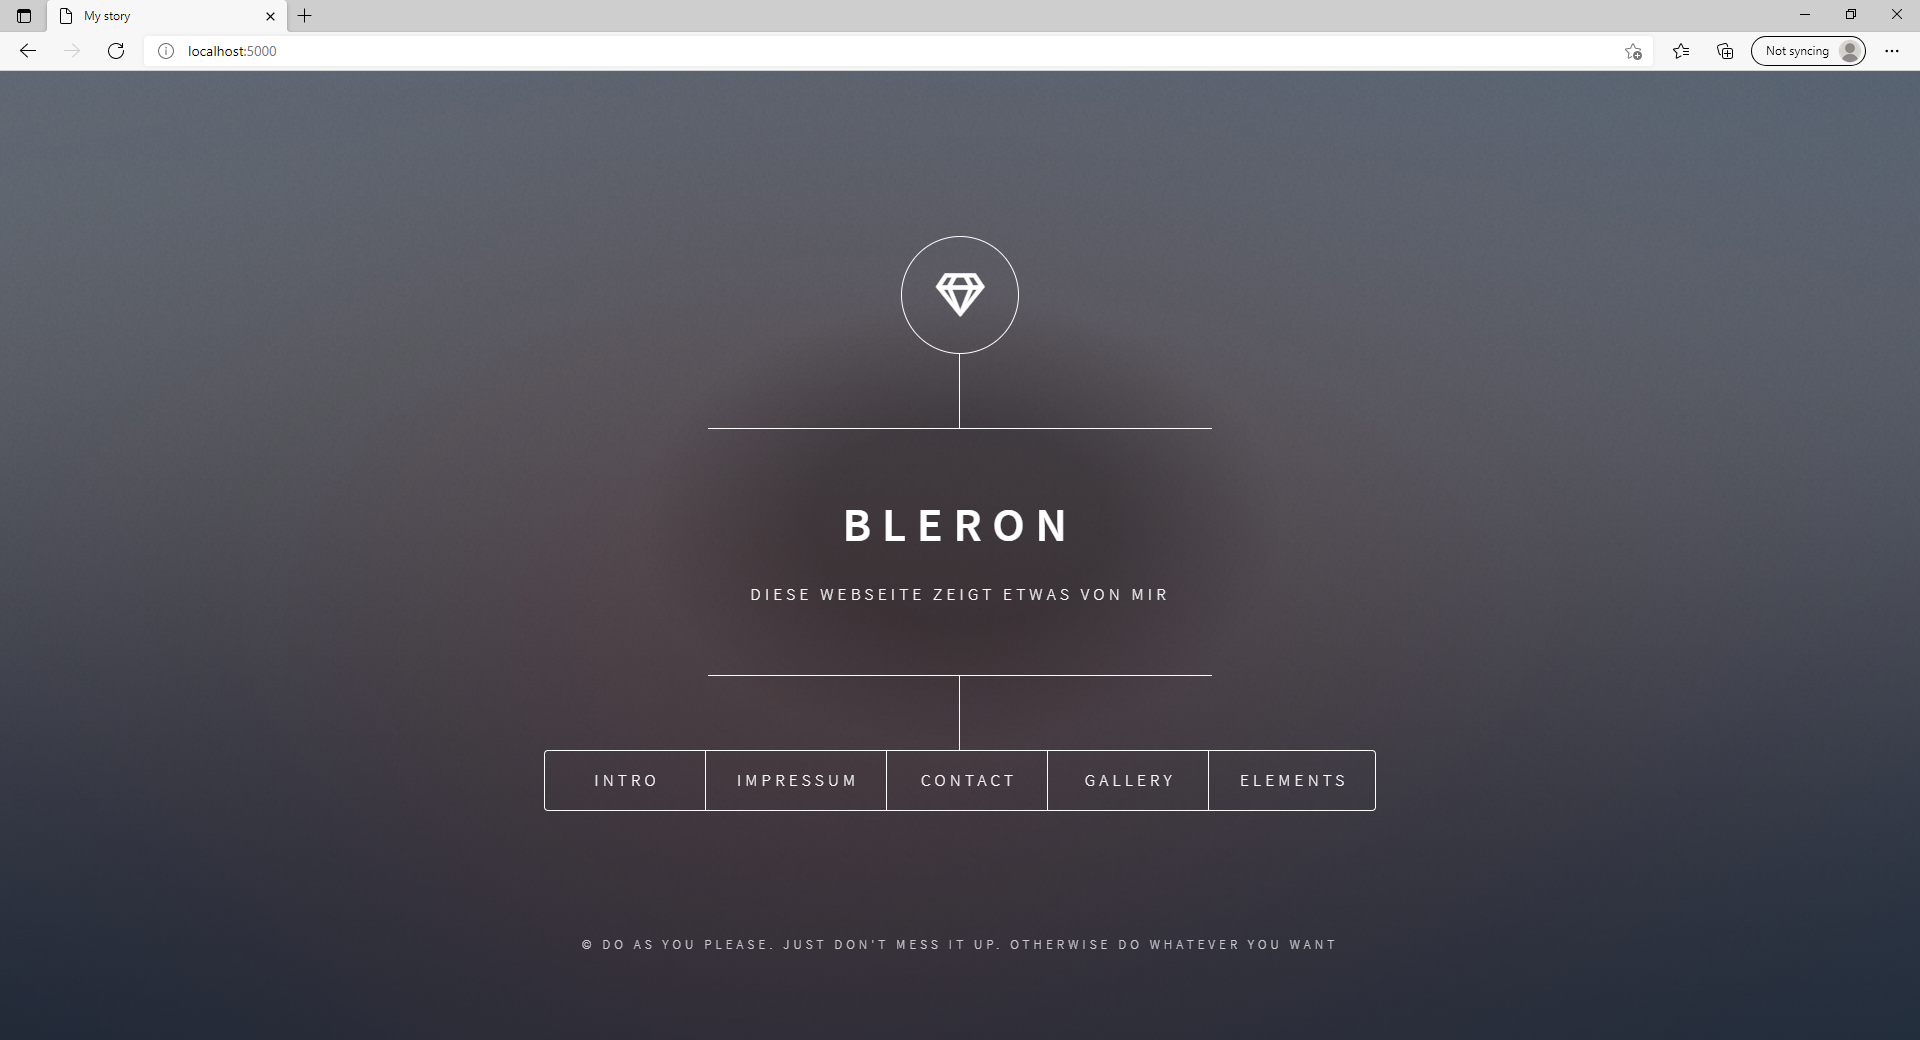 My story
localhost:5000
Not syncing
BLERON
DIESE WEBSEITE ZEIGT ETWAS VON MIR
INTRO IMPRESSUM CONTACT GALLERY ELEMENTS
© DO AS YOU PLEASE. JUST DON'T MESS IT UP. OTHERWISE DO WHATEVER YOU WANT